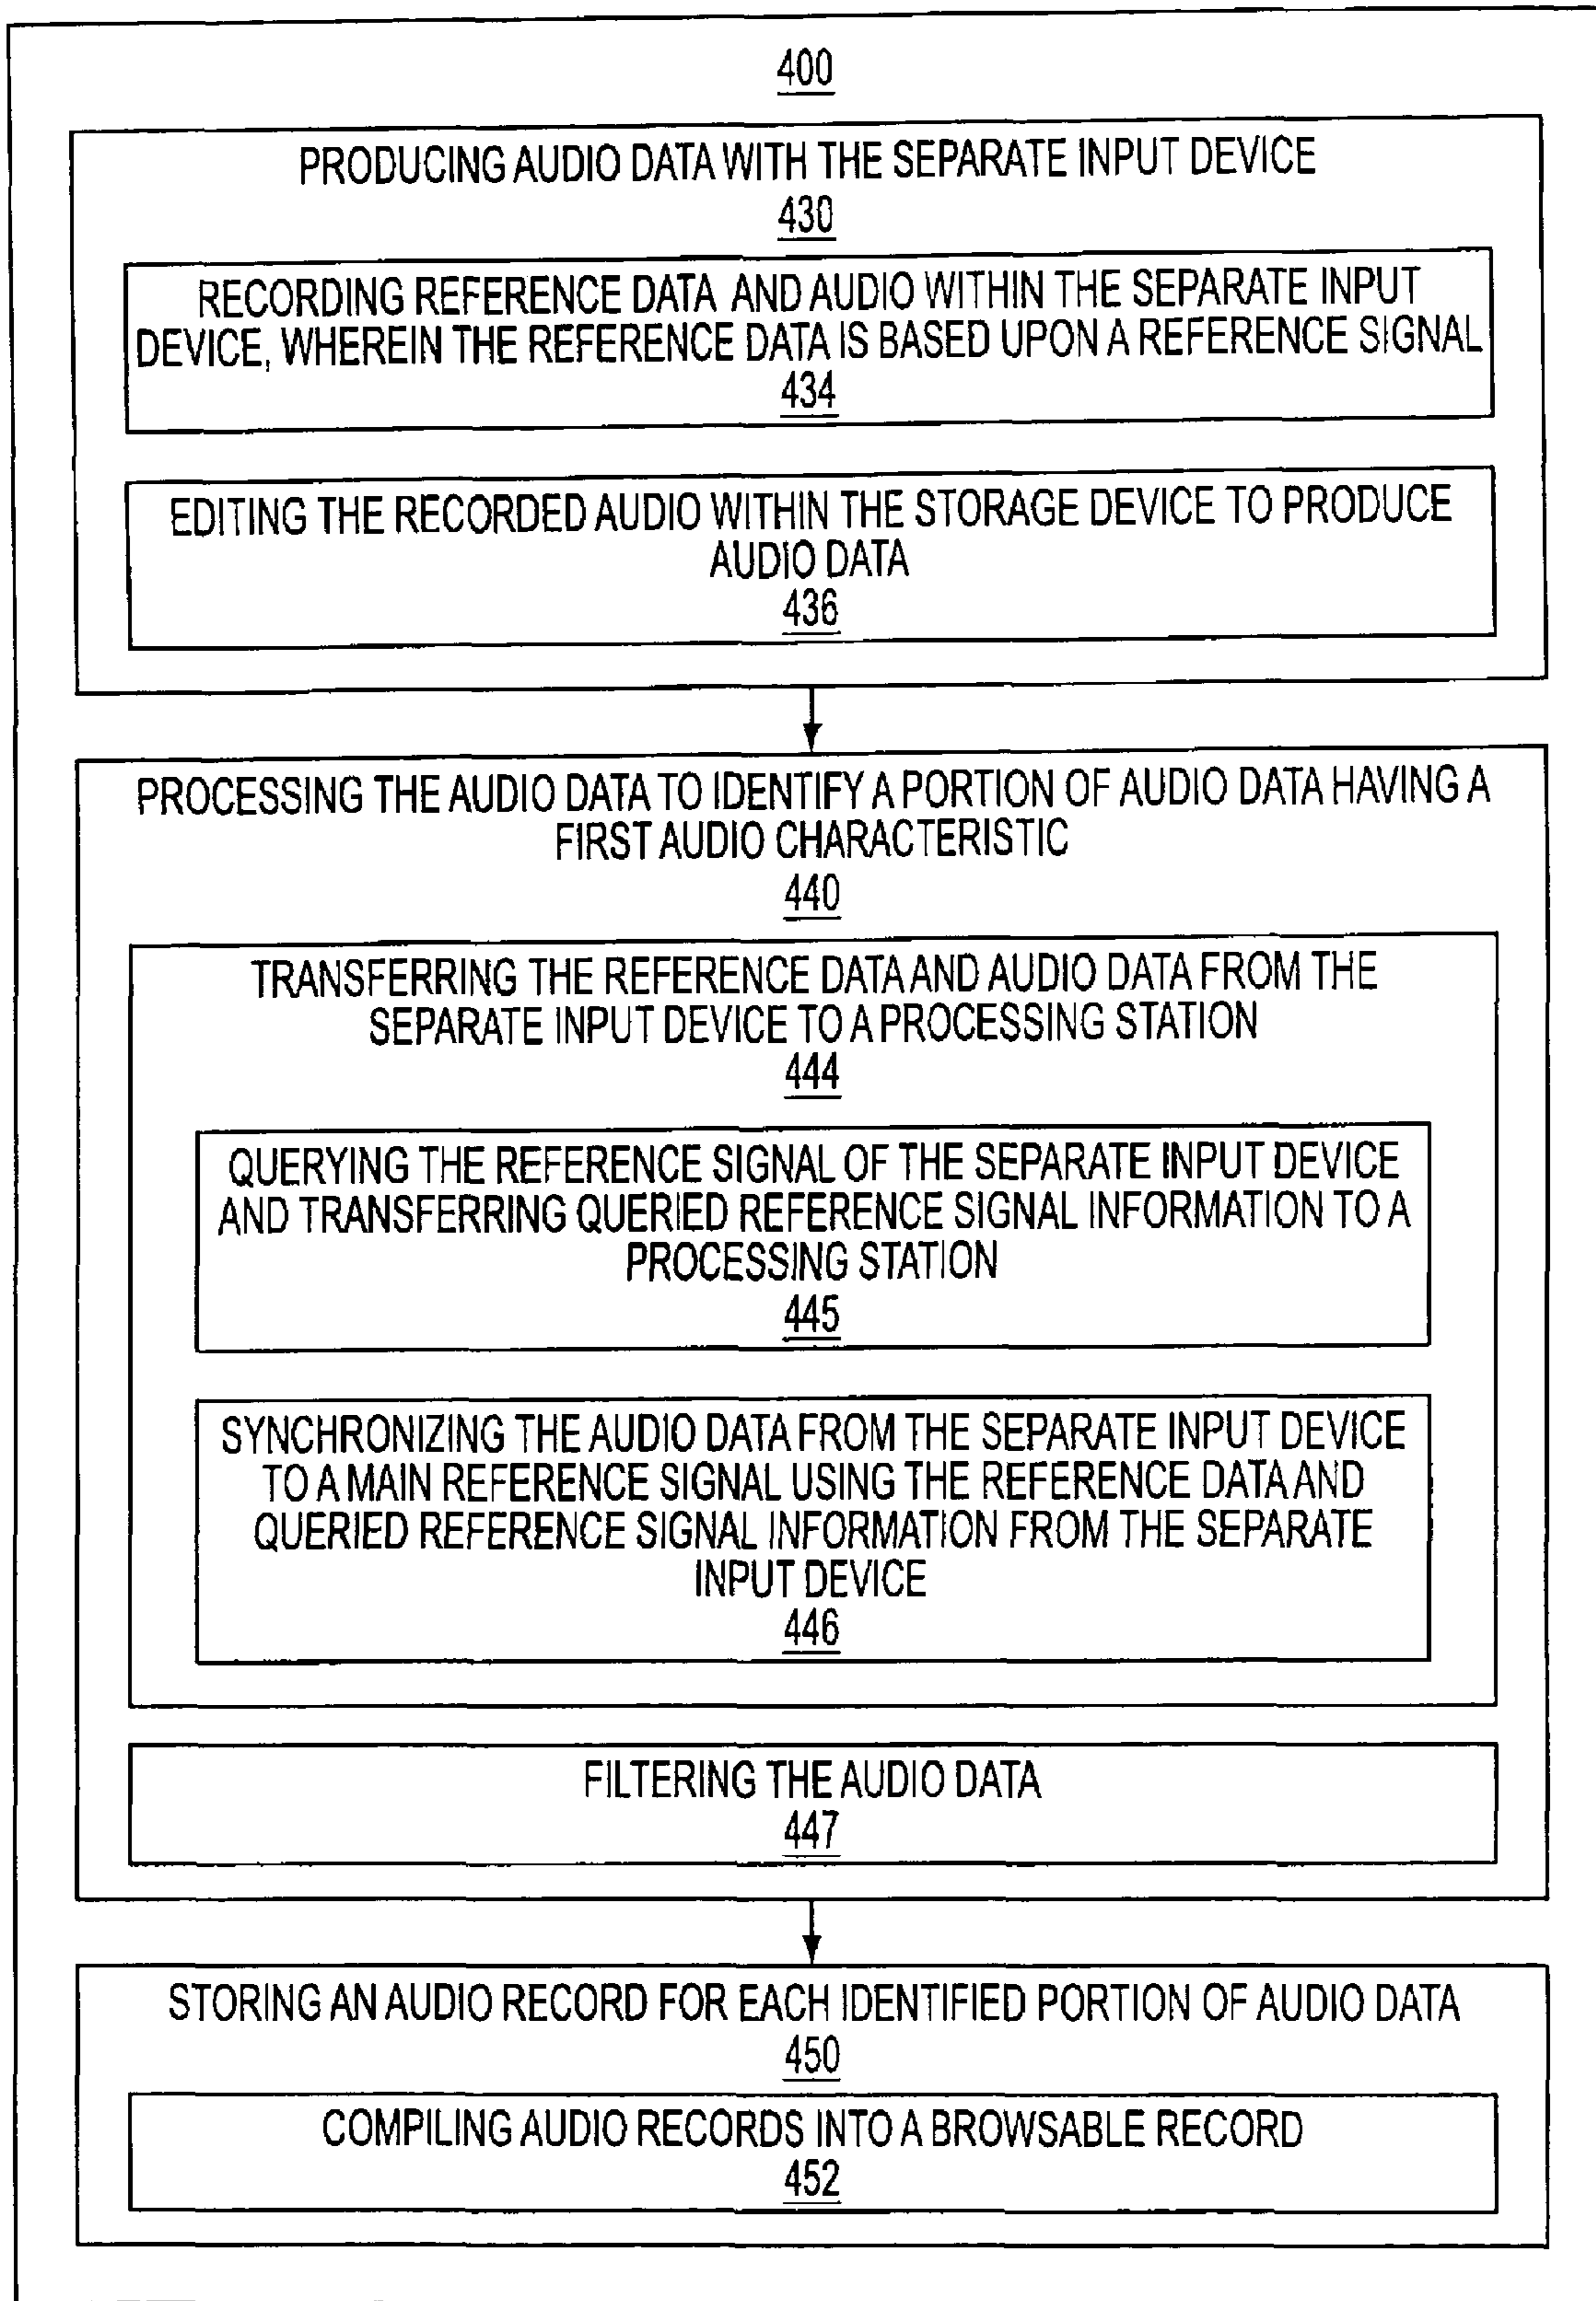 400
PRODUCING AUDIO DATA WITH THE SEPARATE INPUT DEVICE
430
RECORDING REFERENCE DATA AND AUDIO WITHIN THE SEPARATE INPUT
DEVICE, WHEREIN THE REFERENCE DATA IS BASED UPON A REFERENCE SIGNAL
434
EDITING THE RECORDED AUDIO WITHIN THE STORAGE DEVICE TO PRODUCE
AUDIO DATA
436
PROCESSING THE AUDIO DATA TO IDENTIFY A PORTION OF AUDIO DATA HAVING A
FIRST AUDIO CHARACTERISTIC
440
TRANSFERRING THE REFERENCE DATA AND AUDIO DATA FROM THE
SEPARATE INPUT DEVICE TO A PROCESSING STATION
444
QUERYING THE REFERENCE SIGNAL OF THE SEPARATE INPUT DEVICE
AND TRANSFERRING QUERIED REFERENCE SIGNAL INFORMATION TO A
PROCESSING STATION
445
SYNCHRONIZING THE AUDIO DATA FROM THE SEPARATE INPUT DEVICE
TO A MAIN REFERENCE SIGNAL USING THE REFERENCE DATA AND
QUERIED REFERENCE SIGNAL INFORMATION FROM THE SEPARATE
INPUT DEVICE
446
FILTERING THE AUDIO DATA
447
STORING AN AUDIO RECORD FOR EACH IDENTIFIED PORTION OF AUDIO DATA
450
COMPILING AUDIO RECORDS INTO A BROWSABLE RECORD
452